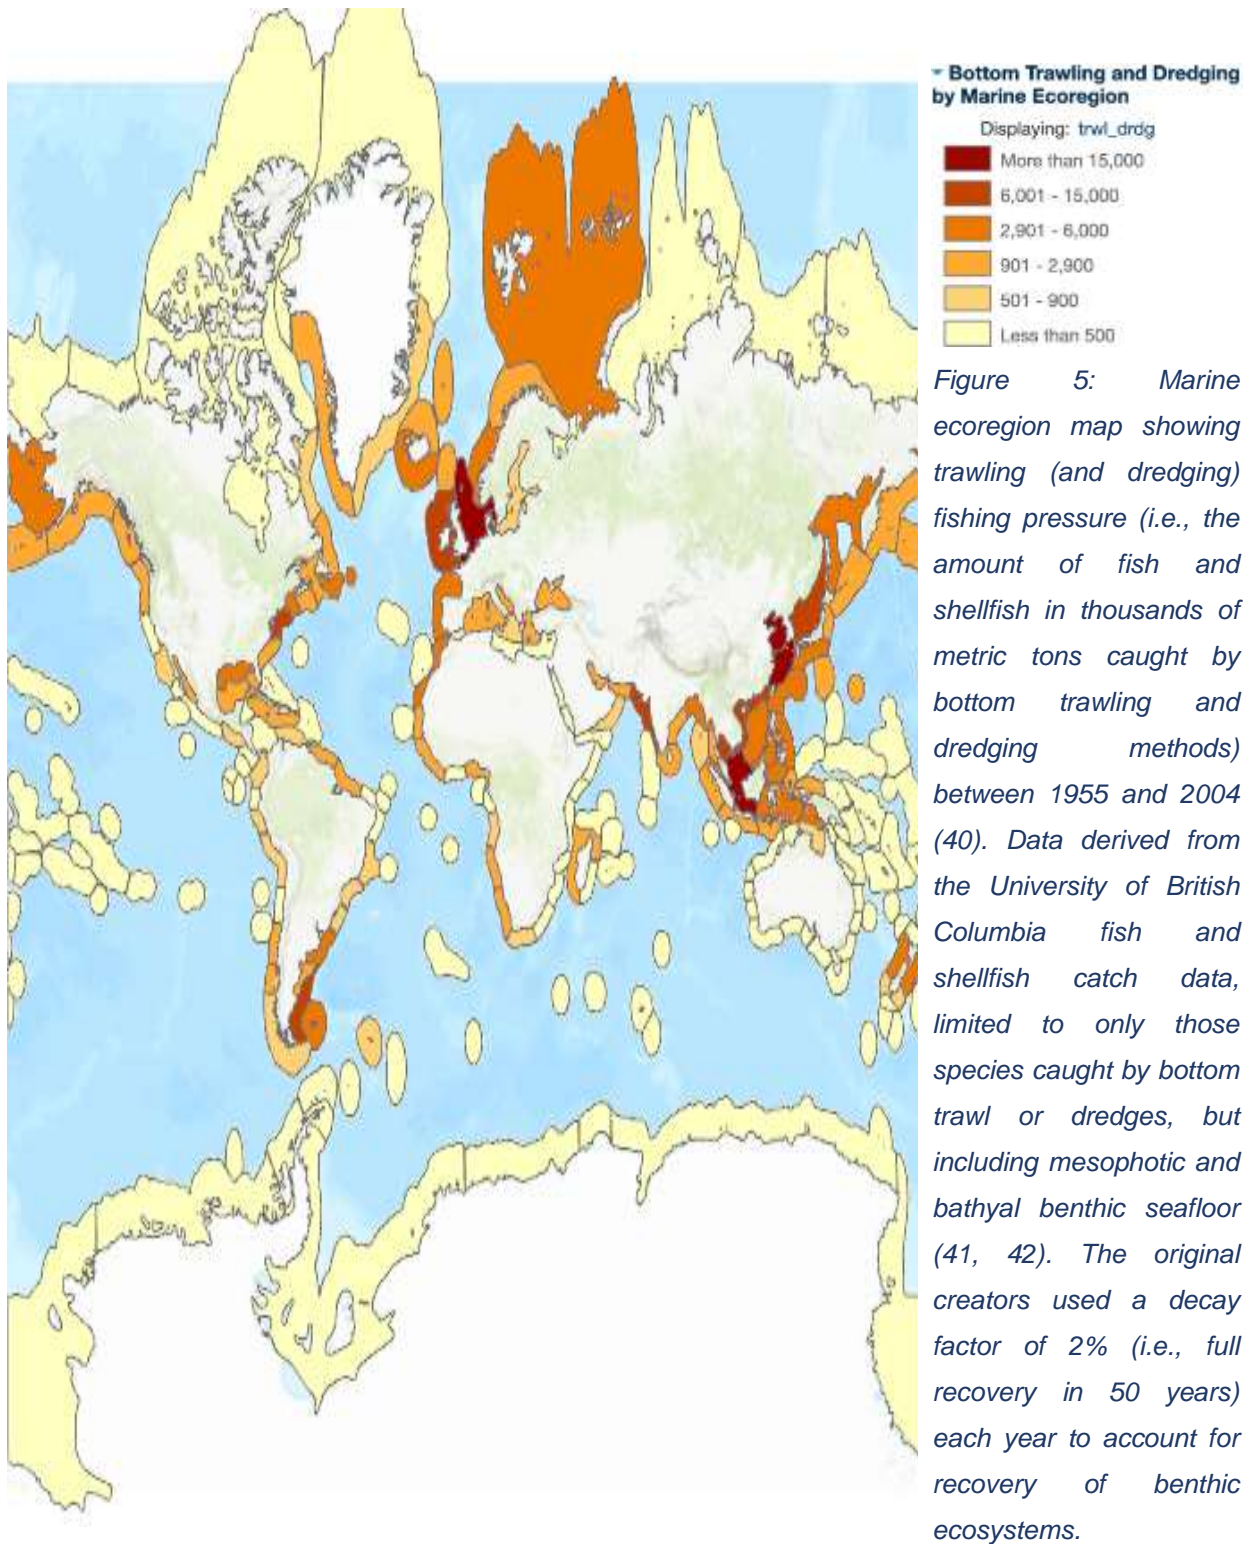 Bottom Trawling and Dredging
by Marine Ecoregion
Displaying: trwl_drdg
More than 15,000
6,001 - 15,000
2,901 - 6,000
901 - 2,900
501 - 900
Less than 500
Figure 5: Marine
ecoregion map showing
trawling (and dredging)
fishing pressure (i.e., the
amount of fish and
shellfish in thousands of
metric tons caught by
bottom trawling and
dredging methods)
between 1955 and 2004
(40). Data derived from
the University of British
Columbia fish and
shellfish catch data,
limited to only those
species caught by bottom
trawl or dredges, but
including mesophotic and
bathyal benthic seafloor
(41, 42). The original
creators used a decay
factor of 2% (i.e., full
recovery in 50 years)
each year to account for
recovery of benthic
ecosystems.